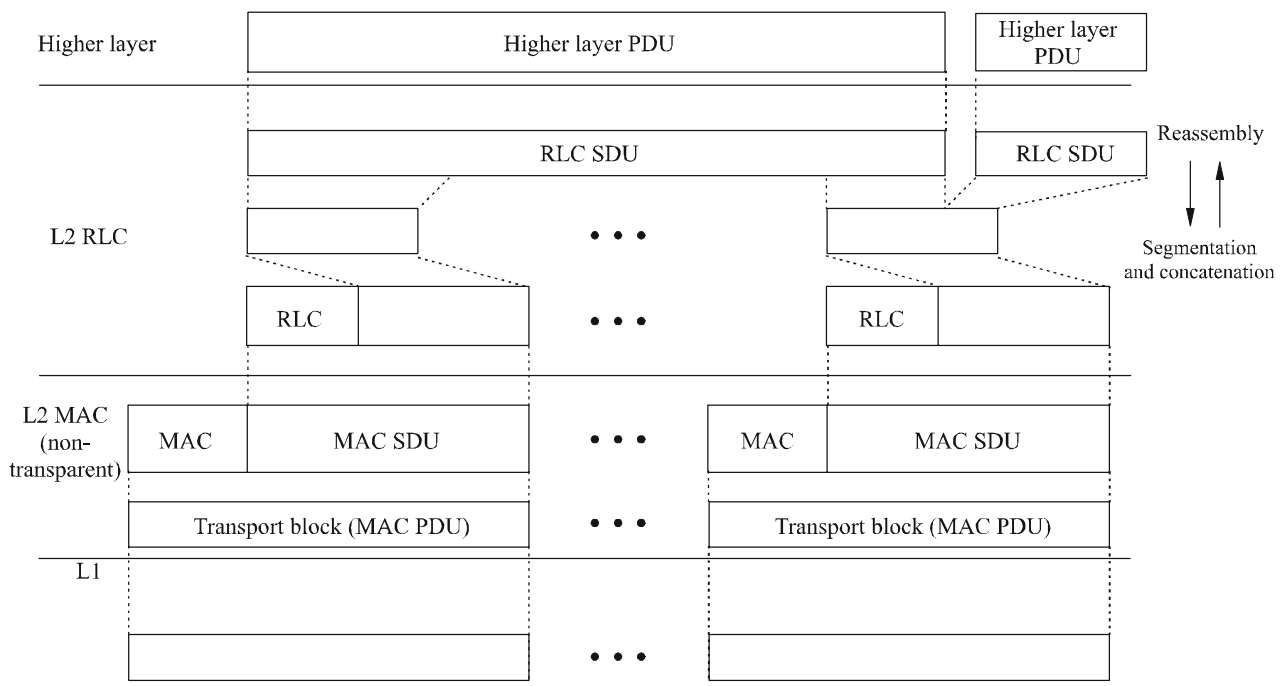 Higher layer
Higher layer PDU
Higher layer
PDU
RLC SDU
RLC SDU
Reassembly
L2 RLC
Segmentation
and concatenation
RLC
RLC
L2 MAC
(non-
transparent)
MAC
MAC SDU
MAC
MAC SDU
Transport block (MAC PDU)
Transport block (MAC PDU)
L1